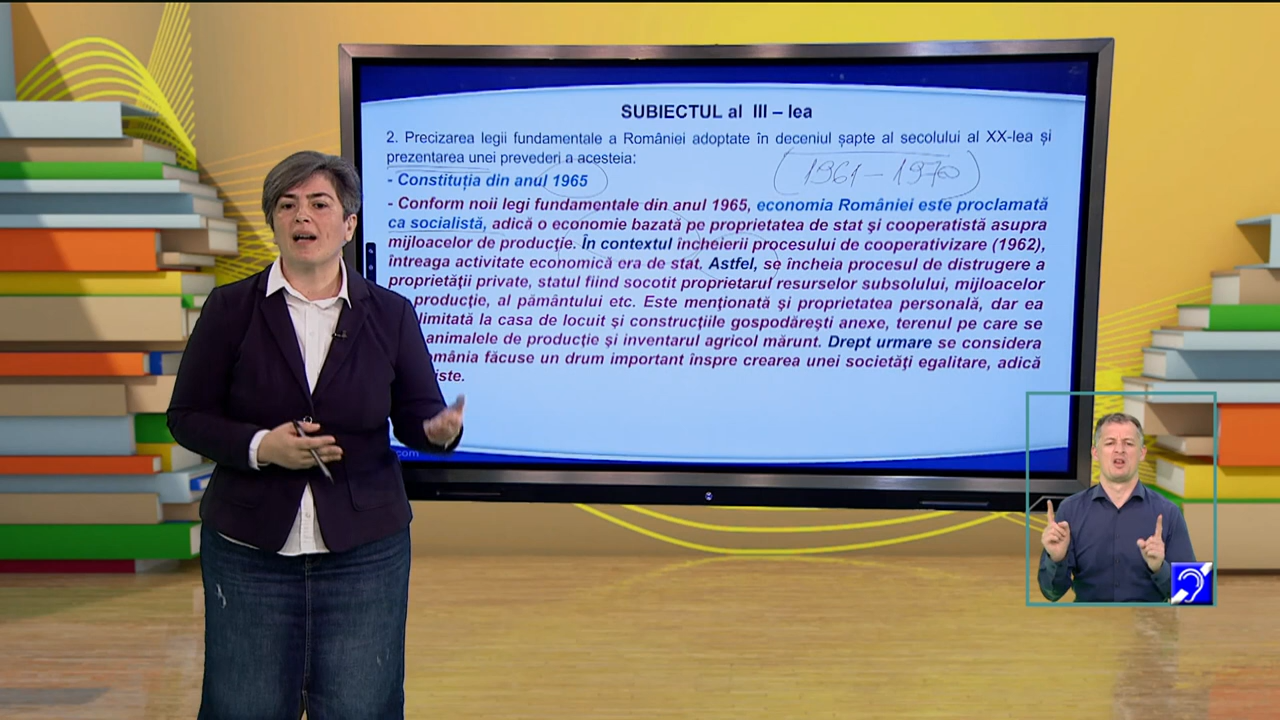 SUBIECTUL al III – lea
2. Precizarea legii fundamentale a României adoptate în deceniul șapte al secolului al XX-lea și
prezentarea unei prevederi a acesteia:
(1961 – 1970)
- Constituția din anul 1965
- Conform noii legi fundamentale din anul 1965, economia României este proclamată
ca socialistă, adică o economie bazată pe proprietatea de stat şi cooperatistă asupra
mijloacelor de producţie. În contextul încheierii procesului de cooperativizare (1962),
întreaga activitate economică era de stat. Astfel, se încheia procesul de distrugere a
proprietăţii private, statul fiind socotit proprietarul resurselor subsolului, mijloacelor
producţie, al pământului etc. Este menţionată şi proprietatea personală, dar ea
limitată la casa de locuit şi construcţiile gospodăreşti anexe, terenul pe care se
animalele de producţie şi inventarul agricol mărunt. Drept urmare se considera
făcuse un drum important înspre crearea unei societăţi egalitare, adică
iste.
com